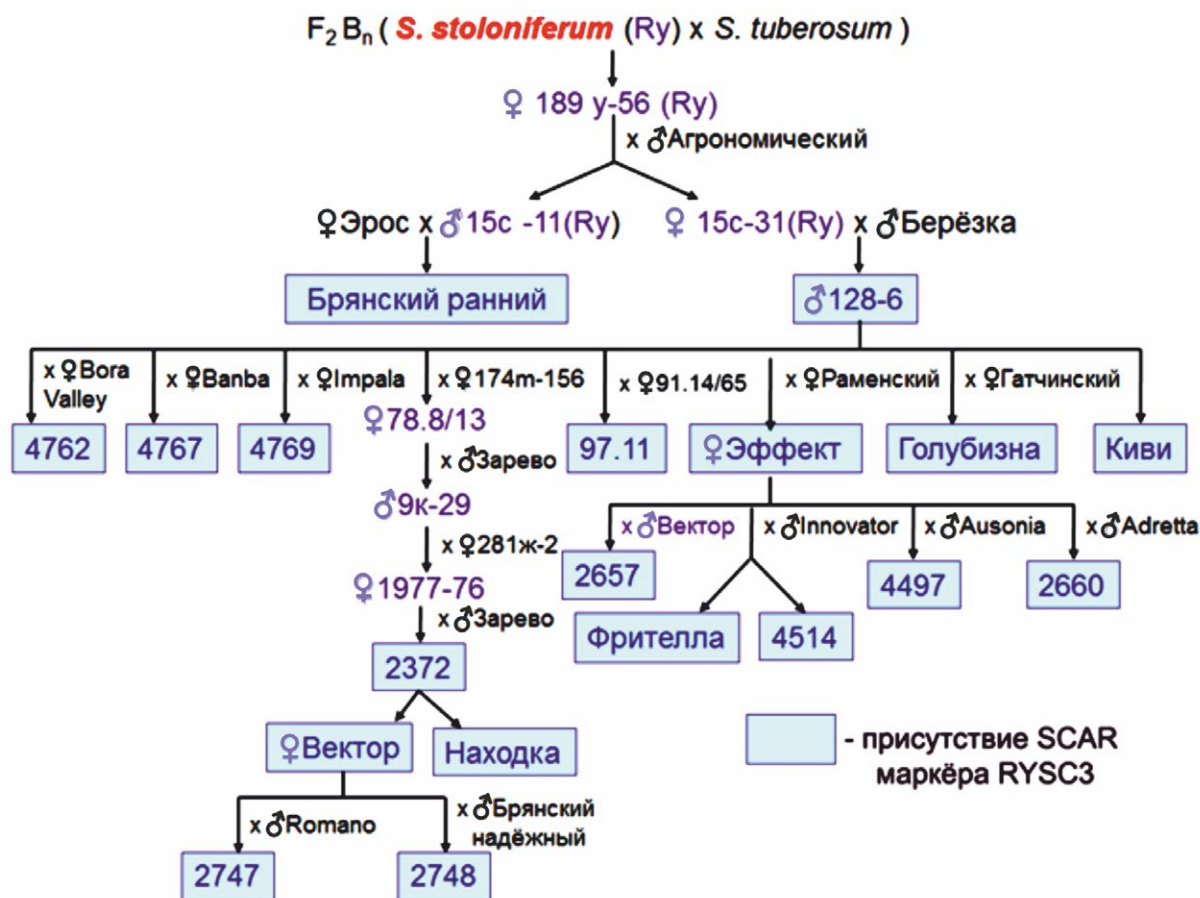 F₂ Bₙ ( S. stoloniferum (Ry) x S. tuberosum )
♀ 189 у-56 (Ry)
x ♂Агрономический
♀Эрос x ♂15с -11(Ry)
♀ 15с-31(Ry) x ♂Берёзка
Брянский ранний
♂128-6
x ♀Bora
Valley
x ♀Banba
x ♀Impala
x ♀174m-156
x ♀91.14/65
x ♀Раменский
x ♀Гатчинский
4762
4767
4769
♀78.8/13
97.11
♀Эффект
Голубизна
Киви
x ♂Зарево
♂9к-29
x ♂Вектор
x ♂Innovator
x ♂Ausonia
x ♂Adretta
x ♀281ж-2
2657
4497
2660
♀1977-76
x ♂Зарево
Фрителла
4514
2372
♀Вектор
Находка
- присутствие SCAR
маркёра RYSC3
x ♂Romano
x ♂Брянский
надёжный
2747
2748